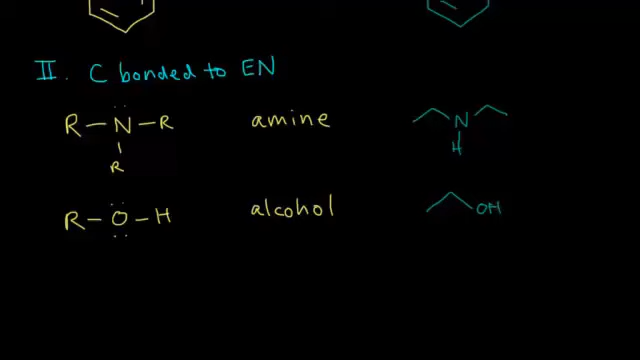 II. C bonded to EN
R — N̈ — R amine N
R H
R — Ö̤ — H alcohol OH